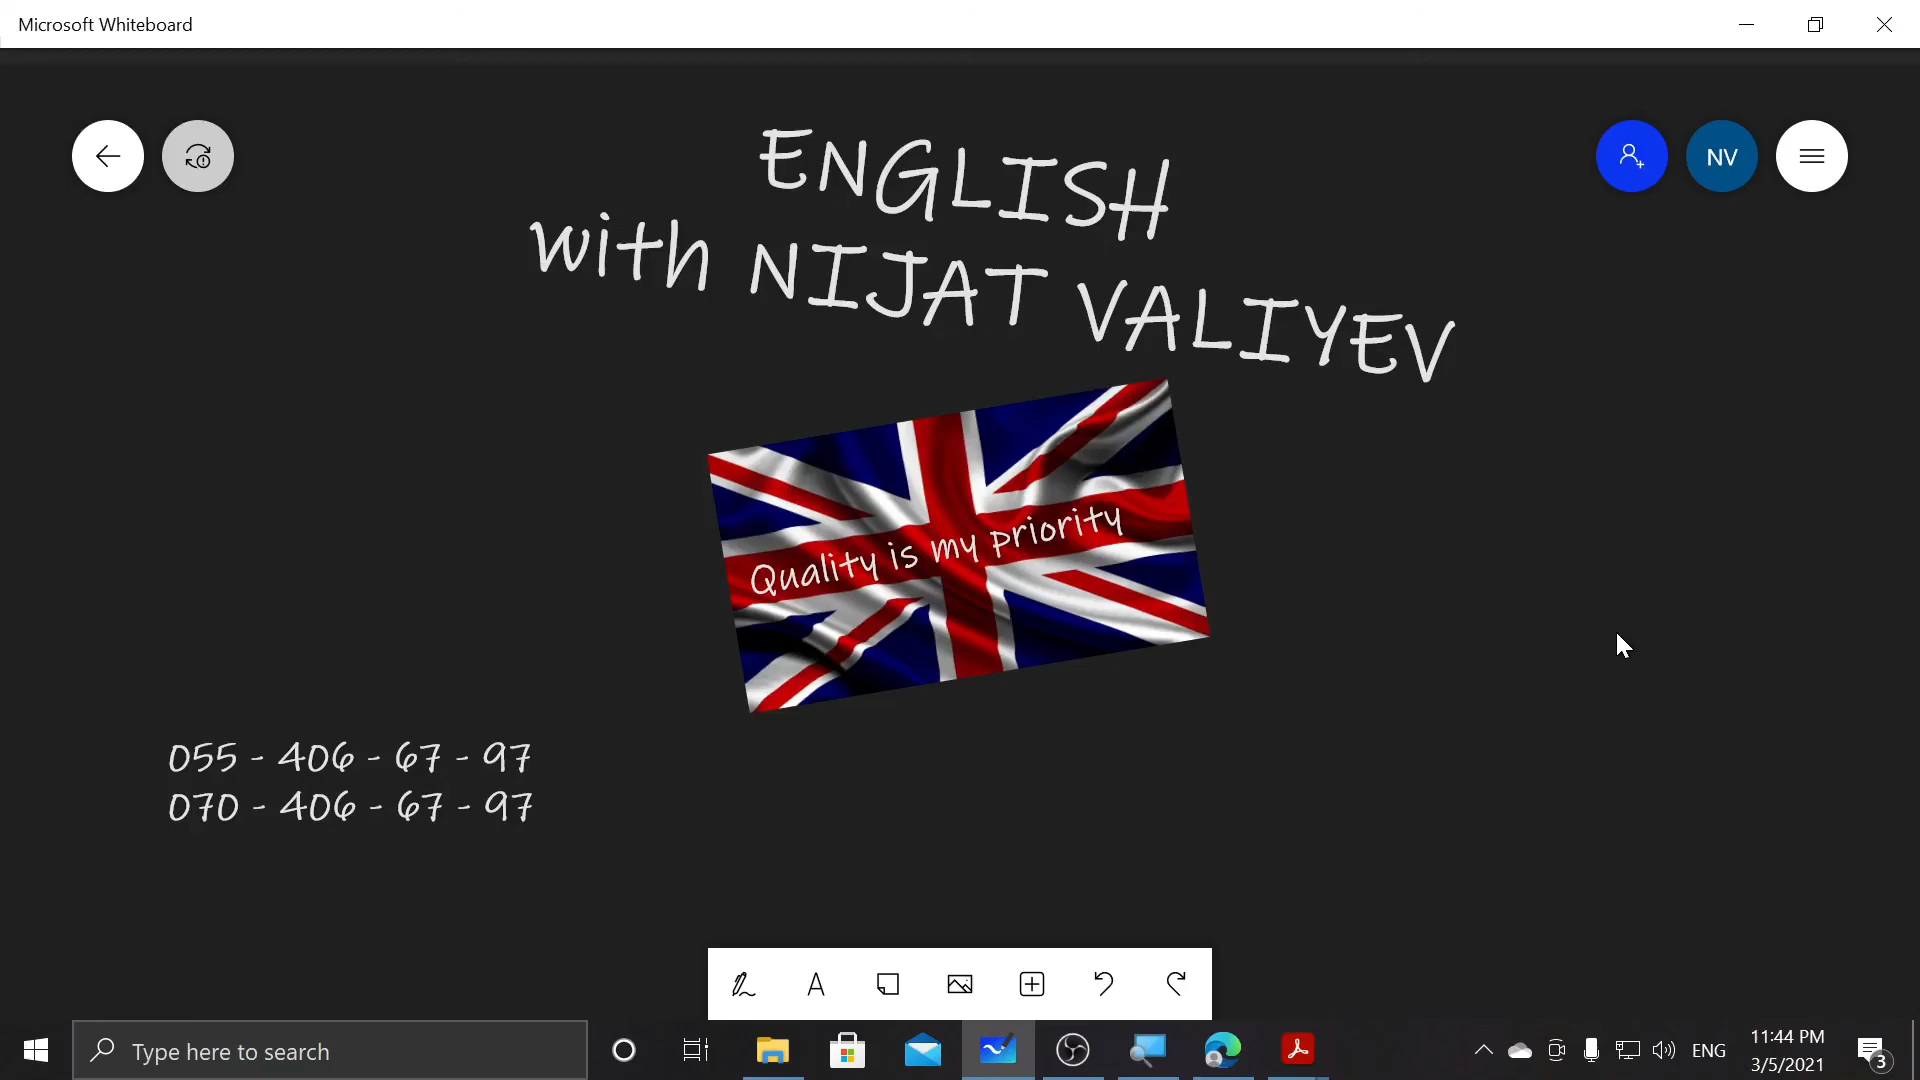 Microsoft Whiteboard
NV
ENGLISH
with NIJAT VALIYEV
Quality is my priority
055 - 406 - 67 - 97
070 - 406 - 67 - 97
Type here to search
ENG
11:44 PM
3/5/2021
3